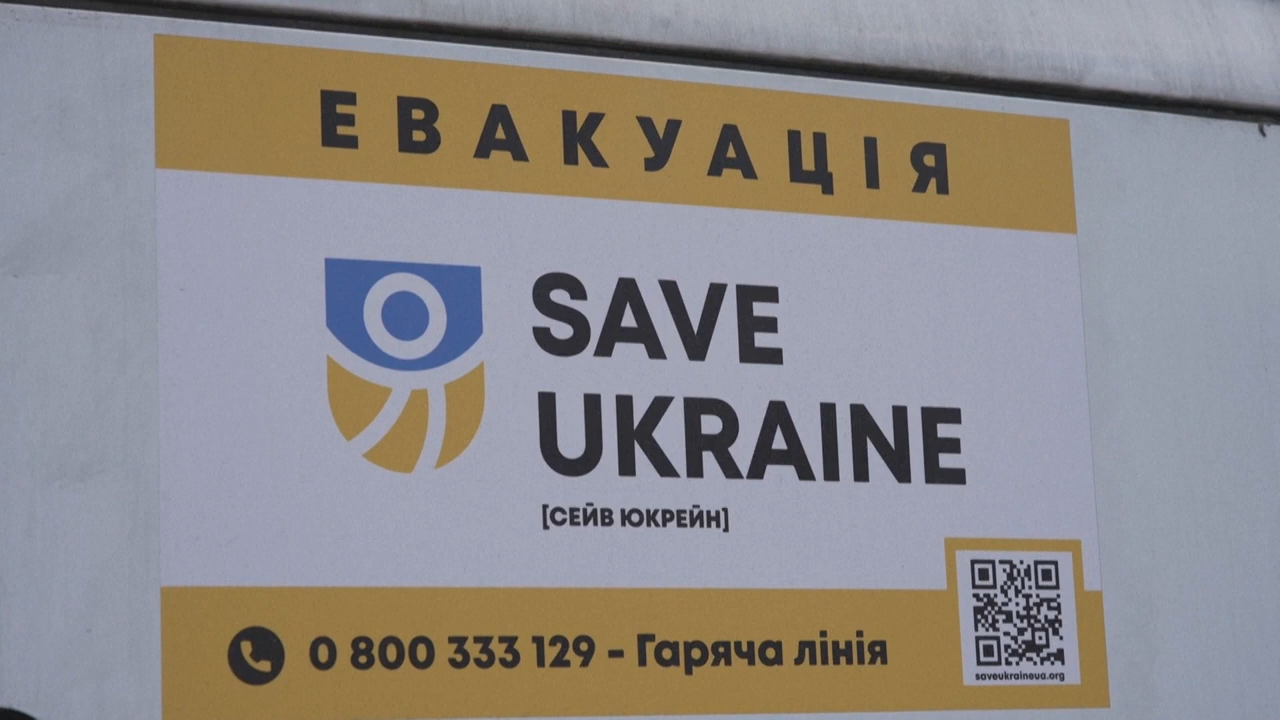 ЕВАКУАЦІЯ
SAVE
UKRAINE
[СЕЙВ ЮКРЕЙН]
0 800 333 129 - Гаряча лінія
saveukraineua.org